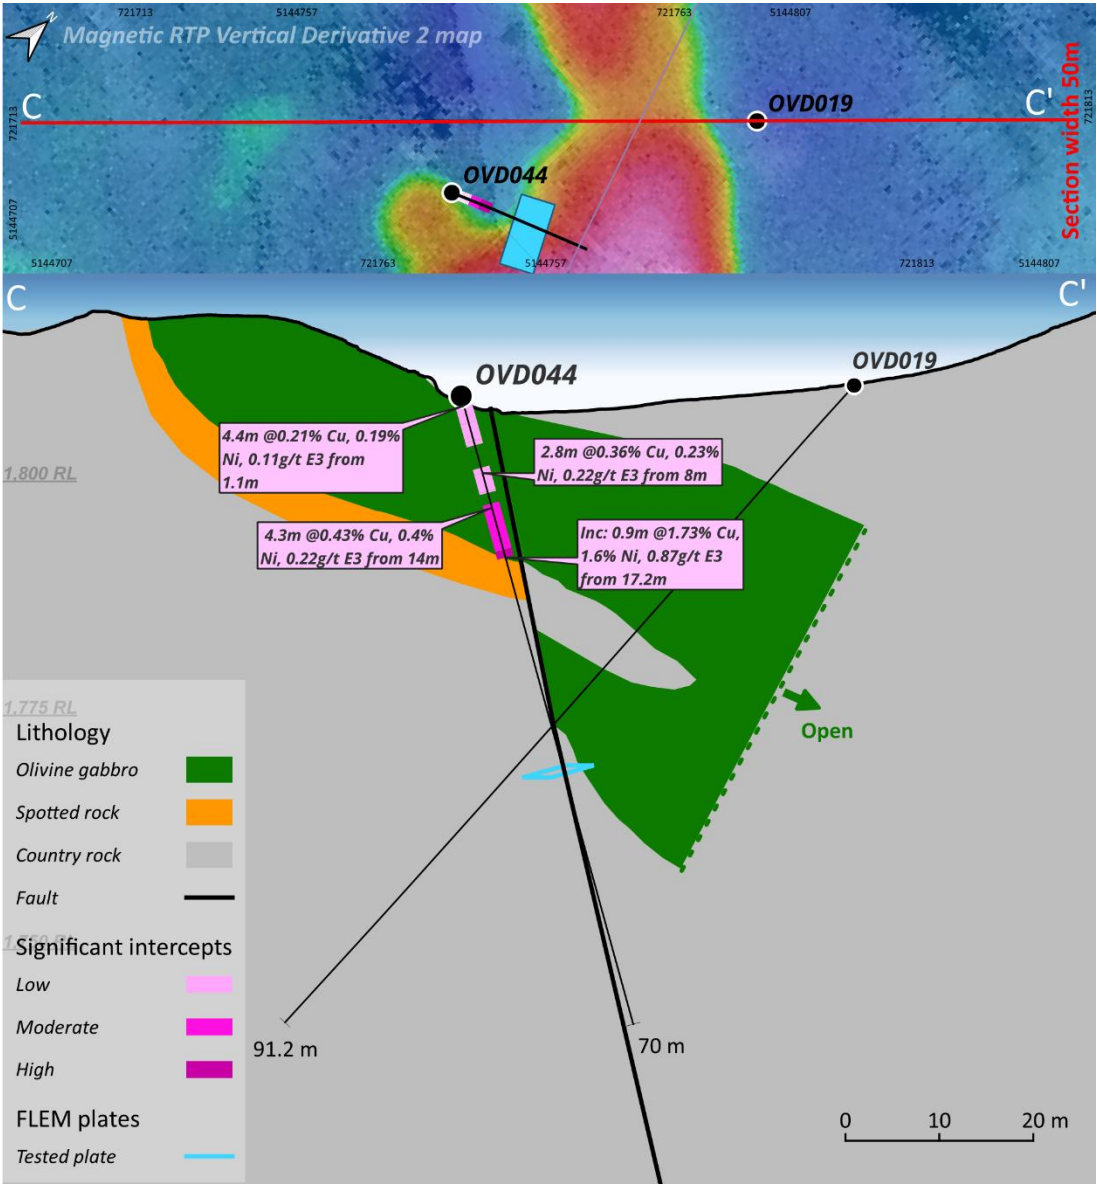 721713
5144757
721763
5144807
N
Magnetic RTP Vertical Derivative 2 map
C
C'
OVD019
721713
721813
OVD044
Section width 50m
5144707
5144707
721763
5144757
721813
5144807
C
C'
OVD044
OVD019
4.4m @0.21% Cu, 0.19%
Ni, 0.11g/t E3 from
1.1m
2.8m @0.36% Cu, 0.23%
Ni, 0.22g/t E3 from 8m
1,800 RL
4.3m @0.43% Cu, 0.4%
Ni, 0.22g/t E3 from 14m
Inc: 0.9m @1.73% Cu,
1.6% Ni, 0.87g/t E3
from 17.2m
1,775 RL
Open
Lithology
Olivine gabbro
Spotted rock
Country rock
Fault
1,750 RL
Significant intercepts
Low
Moderate
High
FLEM plates
Tested plate
91.2 m
70 m
0 10 20 m